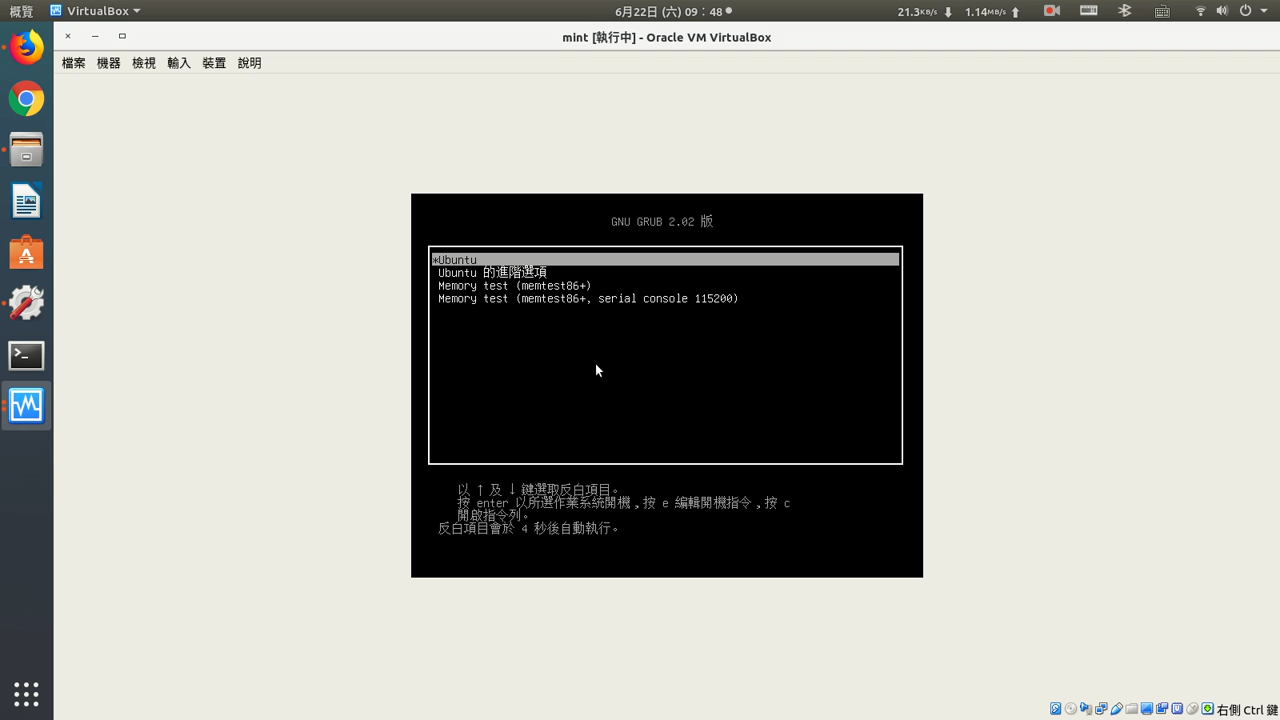 概覽 VirtualBox 6月22日 (六) 09：48 21.3KB/s 1.14MB/s
mint [執行中] - Oracle VM VirtualBox
檔案 機器 檢視 輸入 裝置 說明
GNU GRUB 2.02 版
*Ubuntu
Ubuntu 的進階選項
Memory test (memtest86+)
Memory test (memtest86+, serial console 115200)
以 ↑ 及 ↓ 鍵選取反白項目。
按 enter 以所選作業系統開機，按 e 編輯開機指令，按 c
開啟指令列。
反白項目會於 4 秒後自動執行。
右側 Ctrl 鍵